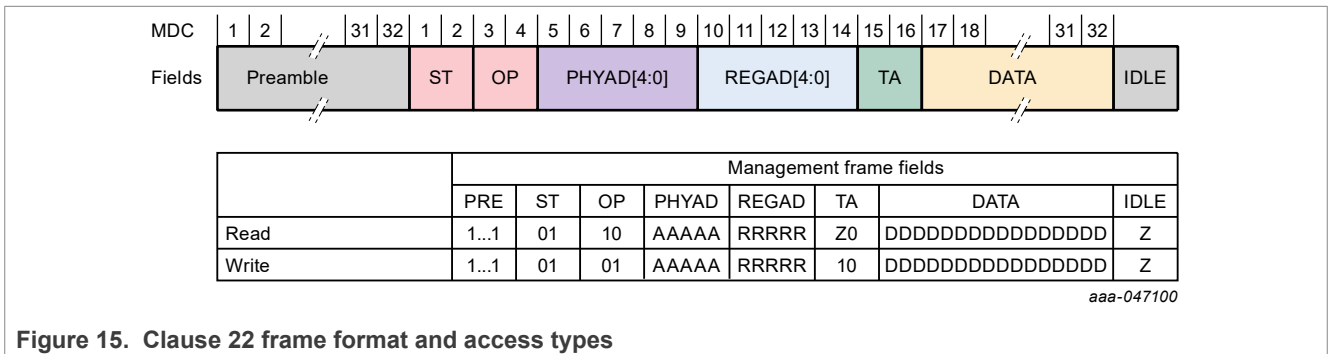 MDC 1 2 31 32 1 2 3 4 5 6 7 8 9 10 11 12 13 14 15 16 17 18 31 32
Fields Preamble ST OP PHYAD[4:0] REGAD[4:0] TA DATA IDLE
Management frame fields
PRE ST OP PHYAD REGAD TA DATA IDLE
Read 1...1 01 10 AAAAA RRRRR Z0 DDDDDDDDDDDDDDDD Z
Write 1...1 01 01 AAAAA RRRRR 10 DDDDDDDDDDDDDDDD Z
aaa-047100
Figure 15. Clause 22 frame format and access types